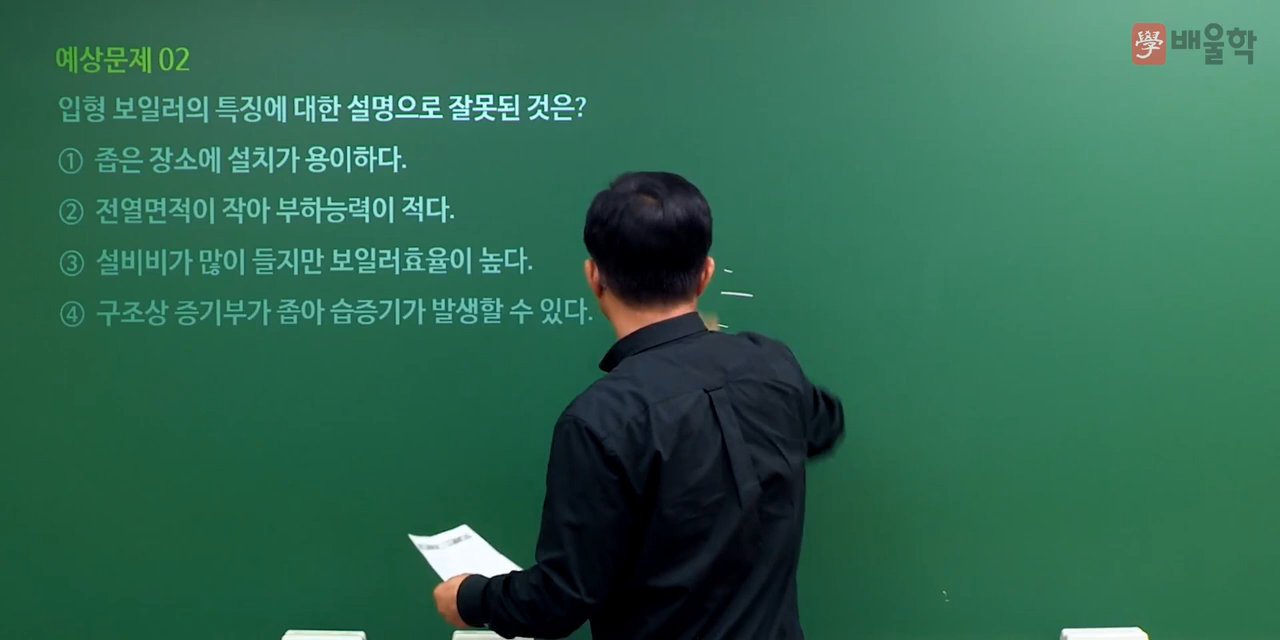 예상문제 02
學 배울학
입형 보일러의 특징에 대한 설명으로 잘못된 것은?
① 좁은 장소에 설치가 용이하다.
② 전열면적이 작아 부하능력이 적다.
③ 설비비가 많이 들지만 보일러효율이 높다.
④ 구조상 증기부가 좁아 습증기가 발생할 수 있다.